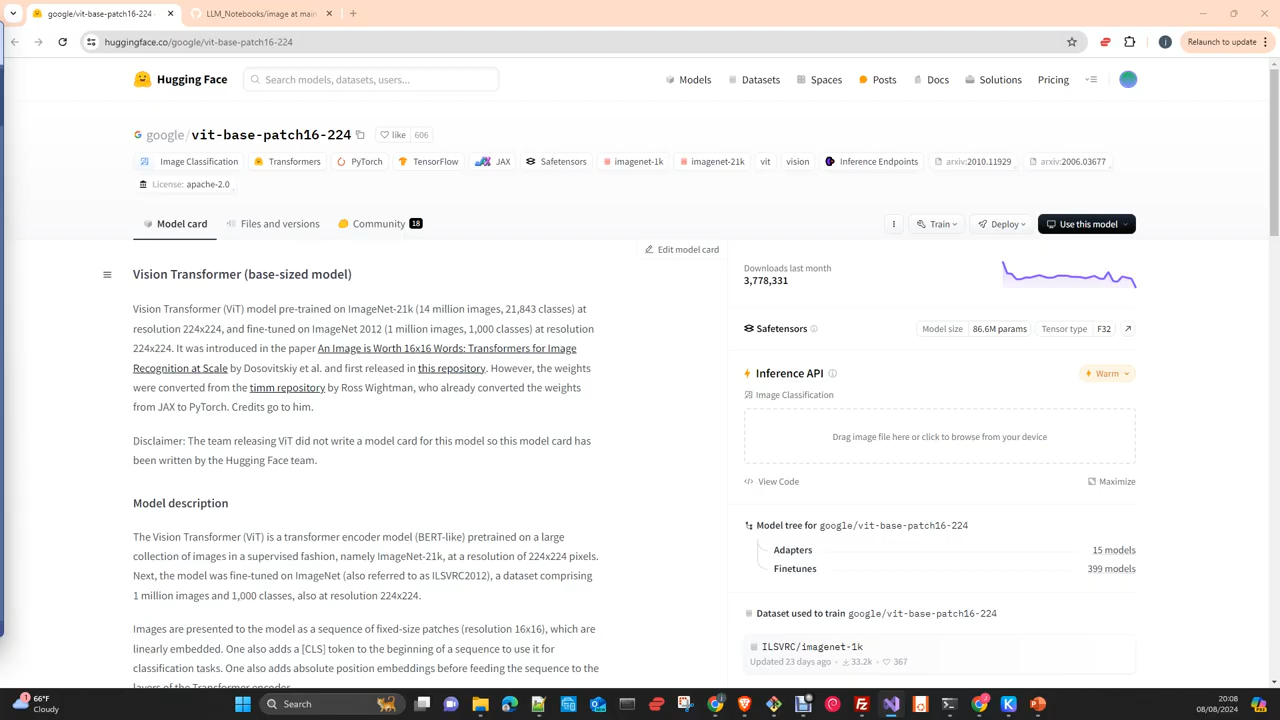 google/vit-base-patch16-224
LLM_Notebooks/image at main
huggingface.co/google/vit-base-patch16-224
Relaunch to update
Hugging Face
Search models, datasets, users...
Models
Datasets
Spaces
Posts
Docs
Solutions
Pricing
google/vit-base-patch16-224
like 606
Image Classification
Transformers
PyTorch
TensorFlow
JAX
Safetensors
imagenet-1k
imagenet-21k
vit
vision
Inference Endpoints
arxiv:2010.11929
arxiv:2006.03677
License: apache-2.0
Model card
Files and versions
Community 18
Train
Deploy
Use this model
Edit model card
Vision Transformer (base-sized model)
Vision Transformer (ViT) model pre-trained on ImageNet-21k (14 million images, 21,843 classes) at
resolution 224x224, and fine-tuned on ImageNet 2012 (1 million images, 1,000 classes) at resolution
224x224. It was introduced in the paper An Image is Worth 16x16 Words: Transformers for Image
Recognition at Scale by Dosovitskiy et al. and first released in this repository. However, the weights
were converted from the timm repository by Ross Wightman, who already converted the weights
from JAX to PyTorch. Credits go to him.
Disclaimer: The team releasing ViT did not write a model card for this model so this model card has
been written by the Hugging Face team.
Model description
The Vision Transformer (ViT) is a transformer encoder model (BERT-like) pretrained on a large
collection of images in a supervised fashion, namely ImageNet-21k, at a resolution of 224x224 pixels.
Next, the model was fine-tuned on ImageNet (also referred to as ILSVRC2012), a dataset comprising
1 million images and 1,000 classes, also at resolution 224x224.
Images are presented to the model as a sequence of fixed-size patches (resolution 16x16), which are
linearly embedded. One also adds a [CLS] token to the beginning of a sequence to use it for
classification tasks. One also adds absolute position embeddings before feeding the sequence to the
layers of the Transformer encoder.
Downloads last month
3,778,331
Safetensors
Model size 86.6M params
Tensor type F32
Inference API
Warm
Image Classification
Drag image file here or click to browse from your device
View Code
Maximize
Model tree for google/vit-base-patch16-224
Adapters 15 models
Finetunes 399 models
Dataset used to train google/vit-base-patch16-224
ILSVRC/imagenet-1k
Updated 23 days ago • 33.2k • 367
1
66°F
Cloudy
Search
20:08
08/08/2024